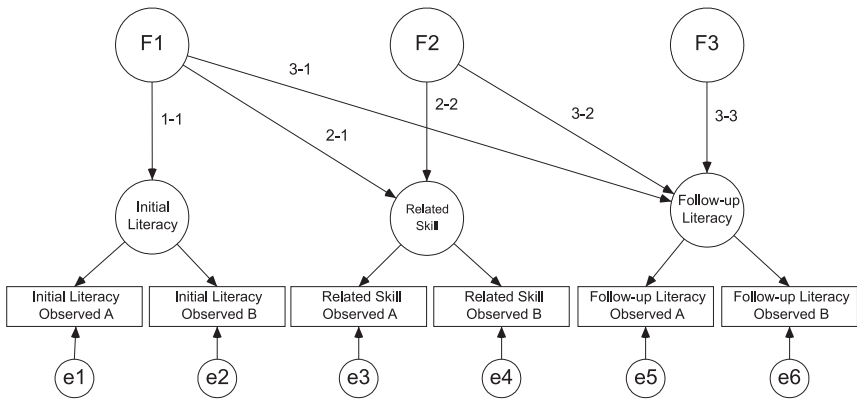 F1
F2
F3
3-1
1-1
2-1
2-2
3-2
3-3
Initial
Literacy
Related
Skill
Follow-up
Literacy
Initial Literacy
Observed A
Initial Literacy
Observed B
Related Skill
Observed A
Related Skill
Observed B
Follow-up Literacy
Observed A
Follow-up Literacy
Observed B
e1
e2
e3
e4
e5
e6